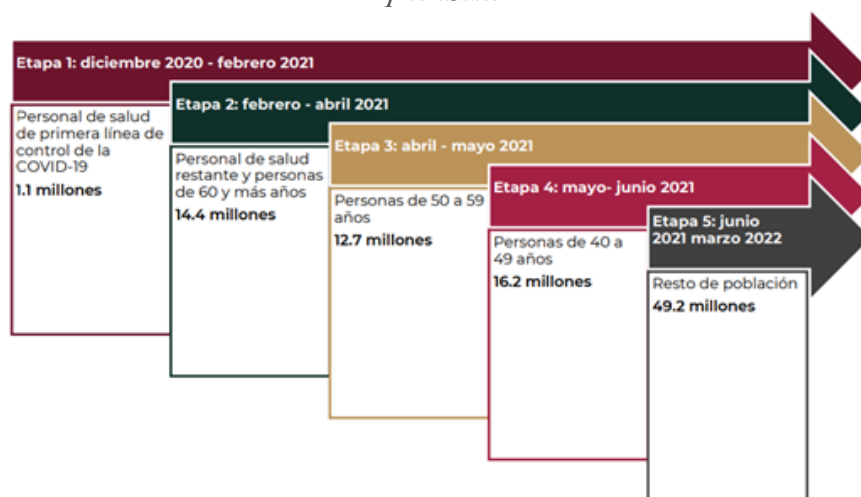 Etapa 1: diciembre 2020 - febrero 2021
Personal de salud
de primera línea de
control de la
COVID-19
1.1 millones
Etapa 2: febrero - abril 2021
Personal de salud
restante y personas
de 60 y más años
14.4 millones
Etapa 3: abril - mayo 2021
Personas de 50 a 59
años
12.7 millones
Etapa 4: mayo- junio 2021
Personas de 40 a
49 años
16.2 millones
Etapa 5: junio
2021 marzo 2022
Resto de población
49.2 millones